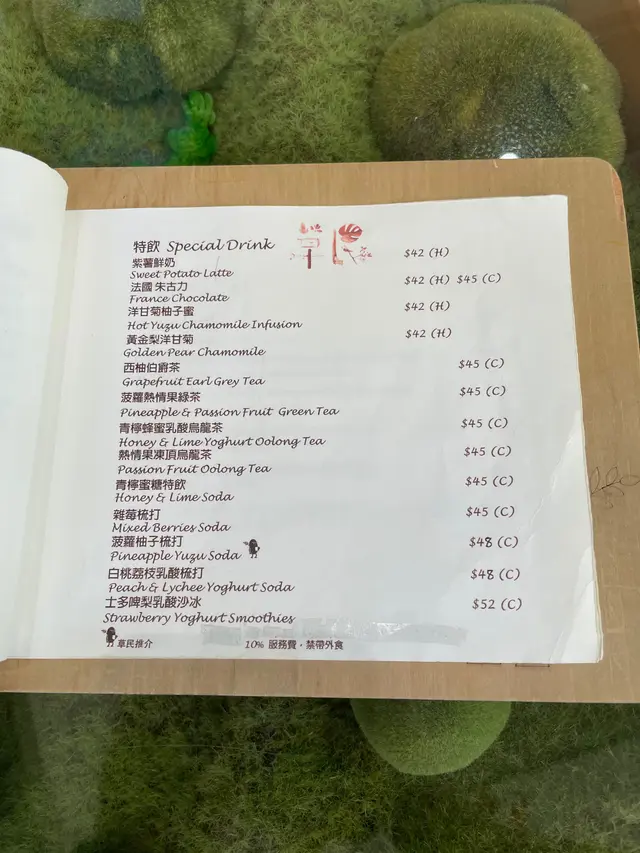 特飲 Special Drink
草民
紫薯鮮奶 $42 (H)
Sweet Potato Latte
法國 朱古力 $42 (H) $45 (C)
France Chocolate
洋甘菊柚子蜜 $42 (H)
Hot Yuzu Chamomile Infusion
黃金梨洋甘菊 $42 (H)
Golden Pear Chamomile
西柚伯爵茶 $45 (C)
Grapefruit Earl Grey Tea
菠蘿熱情果綠茶 $45 (C)
Pineapple & Passion Fruit Green Tea
青檸蜂蜜乳酸烏龍茶 $45 (C)
Honey & Lime Yoghurt Oolong Tea
熱情果凍頂烏龍茶 $45 (C)
Passion Fruit Oolong Tea
青檸蜜糖特飲 $45 (C)
Honey & Lime Soda
雜莓梳打 $45 (C)
Mixed Berries Soda
菠蘿柚子梳打 $48 (C)
Pineapple Yuzu Soda
白桃荔枝乳酸梳打 $48 (C)
Peach & Lychee Yoghurt Soda
士多啤梨乳酸沙冰 $52 (C)
Strawberry Yoghurt Smoothies
草民推介 10% 服務費，禁帶外食